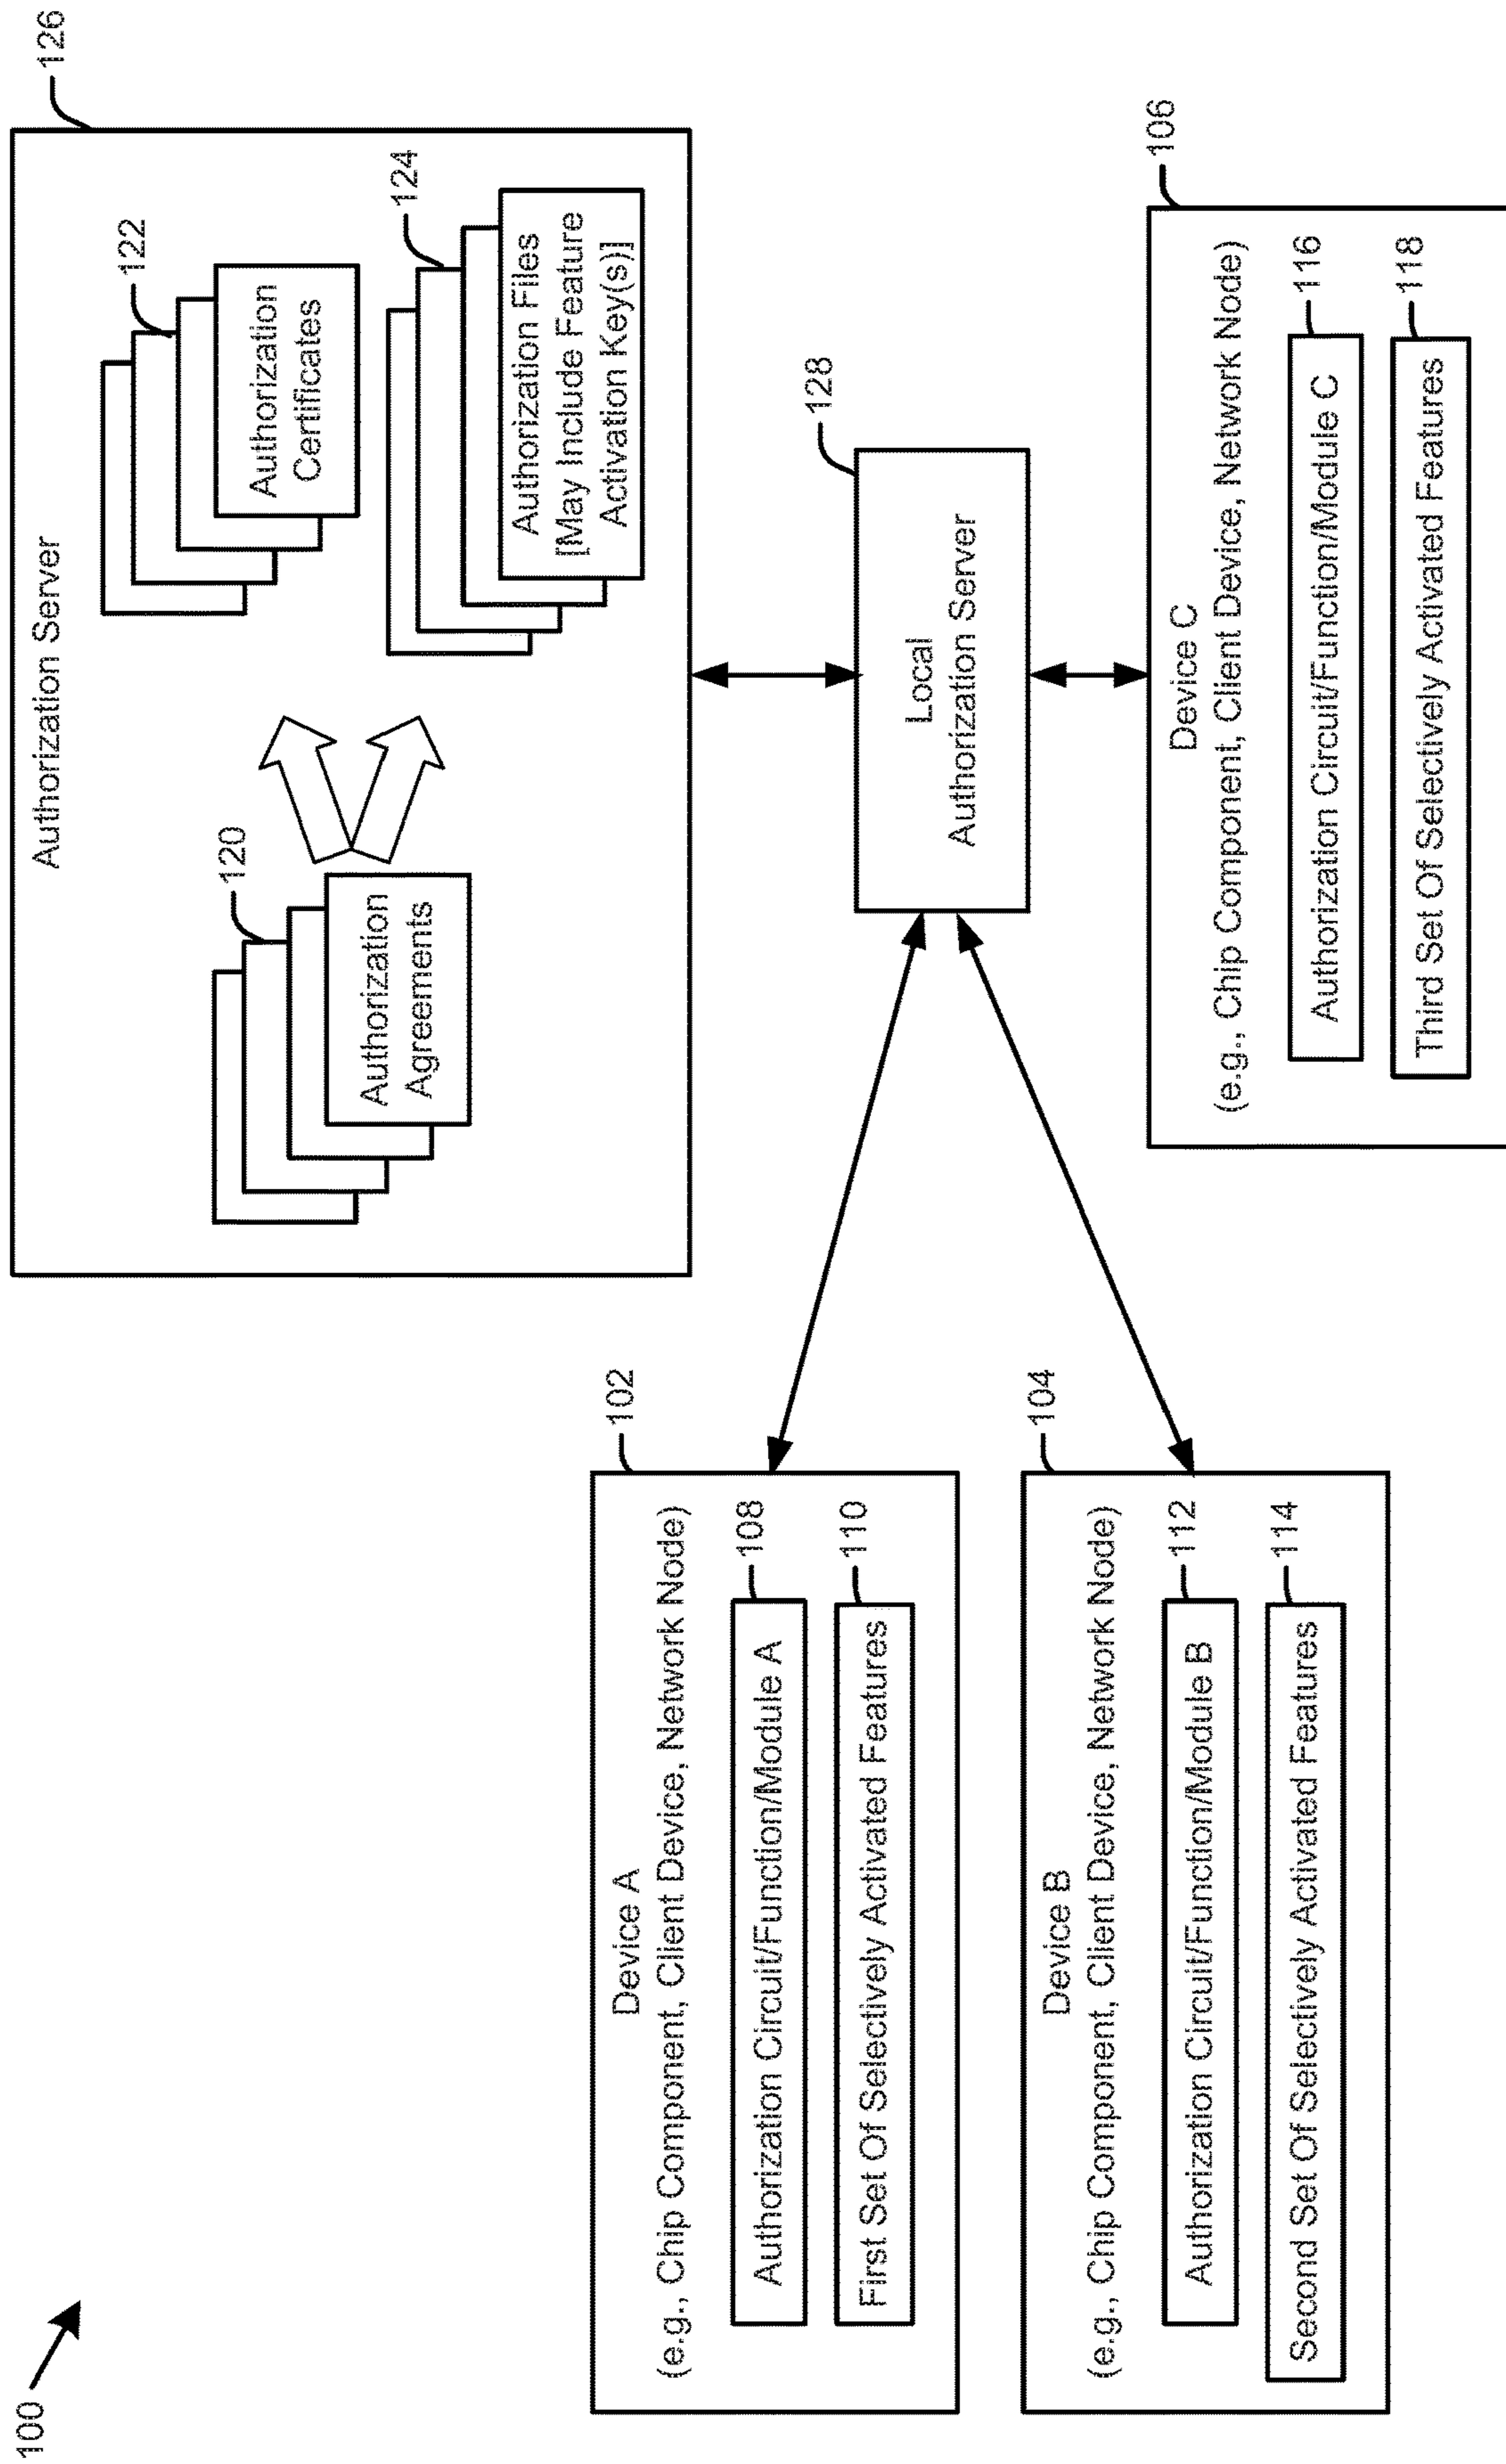 100
Authorization Server
126
120
Authorization
Agreements
122
Authorization
Certificates
124
Authorization Files
[May Include Feature
Activation Key(s)]
128
Local
Authorization Server
102
Device A
(e.g., Chip Component, Client Device, Network Node)
108
Authorization Circuit/Function/Module A
110
First Set Of Selectively Activated Features
104
Device B
(e.g., Chip Component, Client Device, Network Node)
112
Authorization Circuit/Function/Module B
114
Second Set Of Selectively Activated Features
106
Device C
(e.g., Chip Component, Client Device, Network Node)
116
Authorization Circuit/Function/Module C
118
Third Set Of Selectively Activated Features